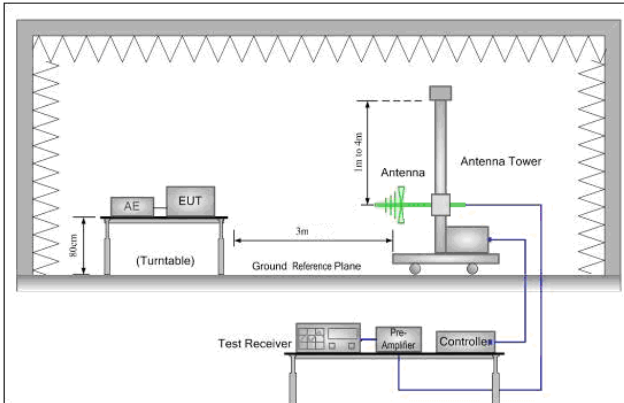 1m to 4m
Antenna
Antenna Tower
AE
EUT
80cm
(Turntable)
3m
Ground Reference Plane
Test Receiver
Pre-
Amplifier
Controller